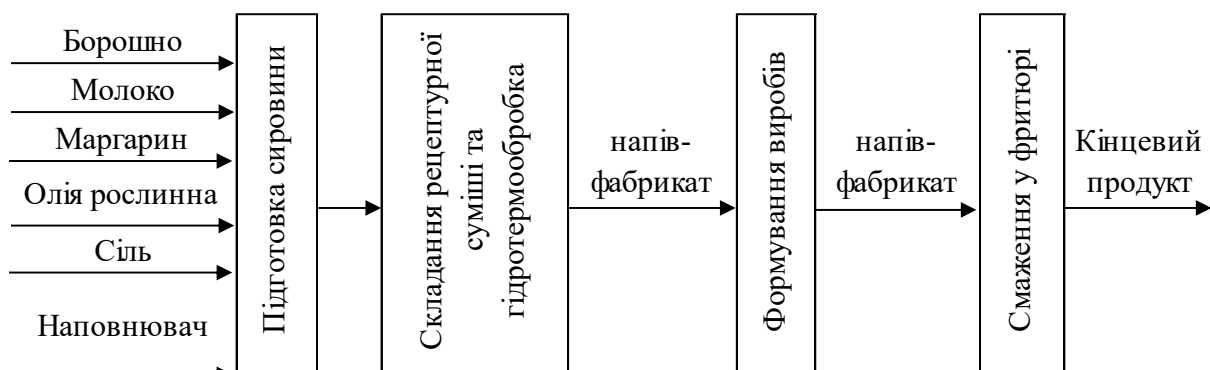 Борошно
Молоко
Маргарин
Олія рослинна
Сіль
Наповнювач
Підготовка сировини
Складання рецептурної
суміші та
гідротермообробка
напів-
фабрикат
Формування виробів
напів-
фабрикат
Смаження у фритюрі
Кінцевий
продукт